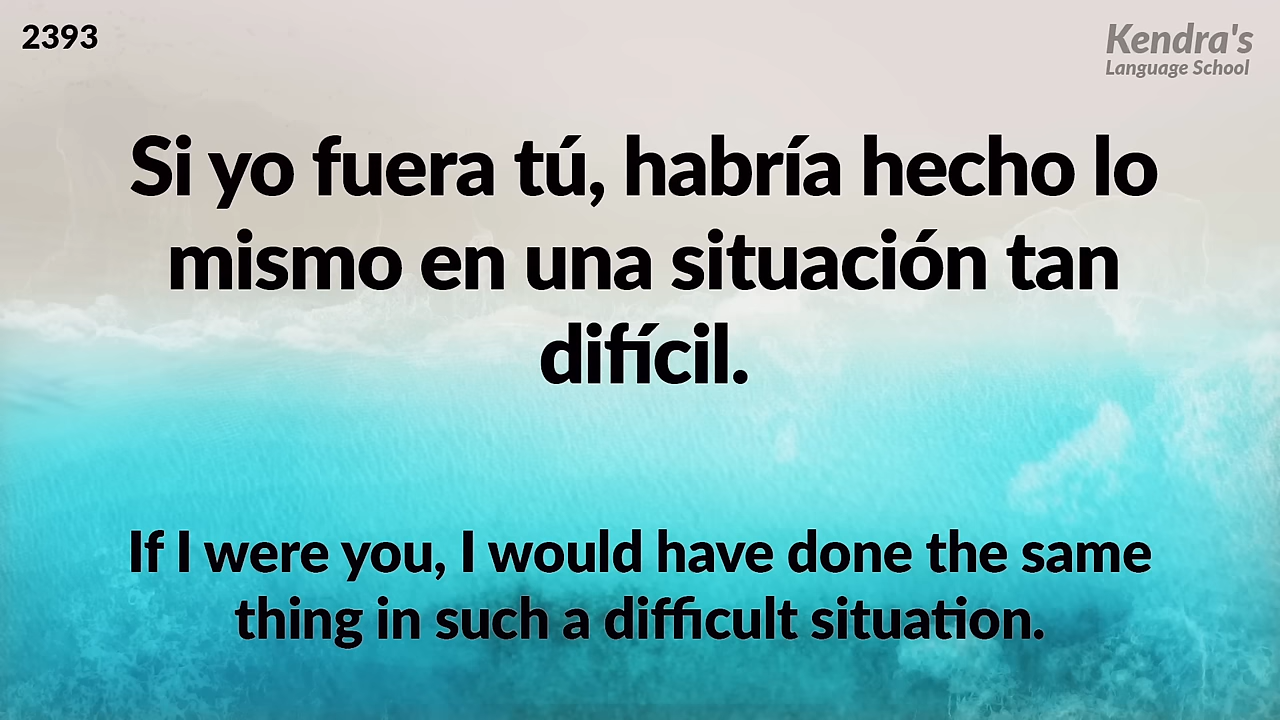 2393
Kendra's
Language School
Si yo fuera tú, habría hecho lo
mismo en una situación tan
difícil.
If I were you, I would have done the same
thing in such a difficult situation.